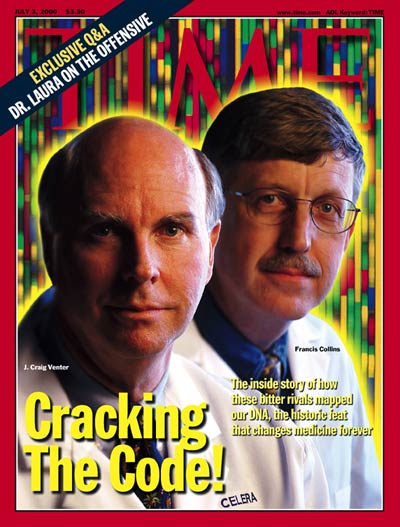 JULY 3, 2000 $3.50
www.time.com AOL Keyword: TIME
EXCLUSIVE Q&A
DR. LAURA ON THE OFFENSIVE
TIME
Francis Collins
J. Craig Venter
The inside story of how
these bitter rivals mapped
our DNA, the historic feat
that changes medicine forever
Cracking
The Code!
CELERA